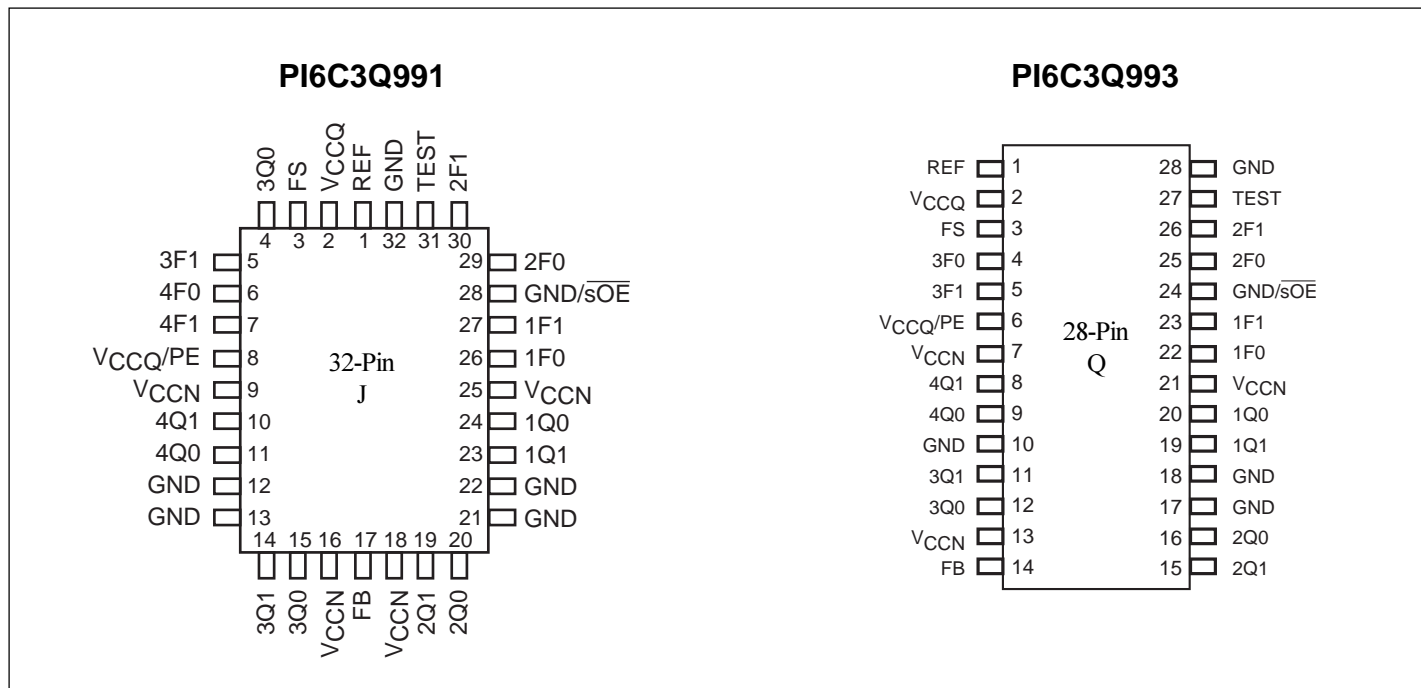 PI6C3Q991
3Q0
FS
VCCQ
REF
GND
TEST
2F1
4 3 2 1 32 31 30
3F1 5 29 2F0
4F0 6 28 GND/sOE
4F1 7 27 1F1
VCCQ/PE 8 26 1F0
VCCN 9 25 VCCN
4Q1 10 24 1Q0
4Q0 11 23 1Q1
GND 12 22 GND
GND 13 21 GND
32-Pin
J
14 15 16 17 18 19 20
3Q1
3Q0
VCCN
FB
VCCN
2Q1
2Q0
PI6C3Q993
REF 1 28 GND
VCCQ 2 27 TEST
FS 3 26 2F1
3F0 4 25 2F0
3F1 5 24 GND/sOE
VCCQ/PE 6 23 1F1
VCCN 7 22 1F0
4Q1 8 21 VCCN
4Q0 9 20 1Q0
GND 10 19 1Q1
3Q1 11 18 GND
3Q0 12 17 GND
VCCN 13 16 2Q0
FB 14 15 2Q1
28-Pin
Q